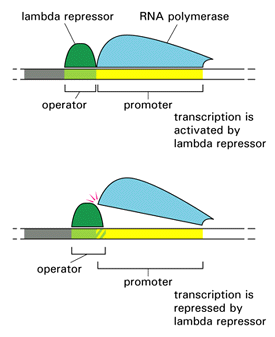 lambda repressor
RNA polymerase
operator
promoter
transcription is
activated by
lambda repressor
operator
promoter
transcription is
repressed by
lambda repressor